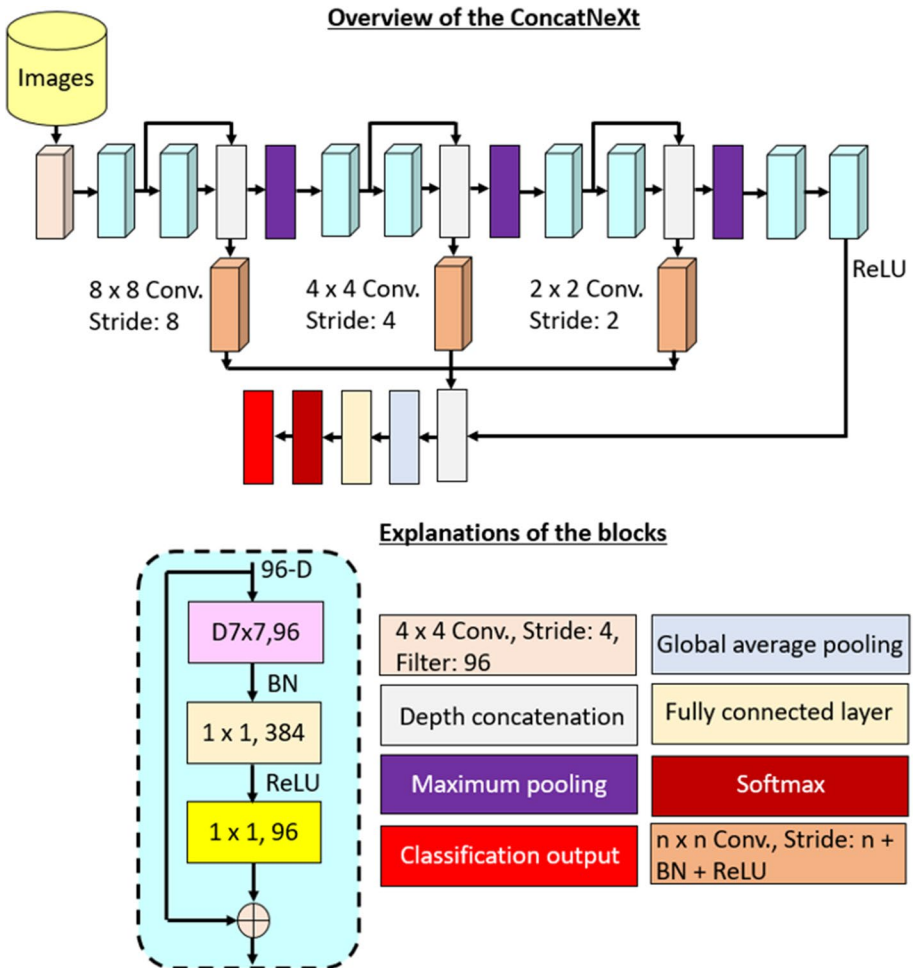 Overview of the ConcatNeXt
Images
ReLU
8 x 8 Conv.
Stride: 8
4 x 4 Conv.
Stride: 4
2 x 2 Conv.
Stride: 2
Explanations of the blocks
96-D
D7x7,96
BN
1 x 1, 384
ReLU
1 x 1, 96
4 x 4 Conv., Stride: 4,
Filter: 96
Global average pooling
Depth concatenation
Fully connected layer
Maximum pooling
Softmax
Classification output
n x n Conv., Stride: n +
BN + ReLU